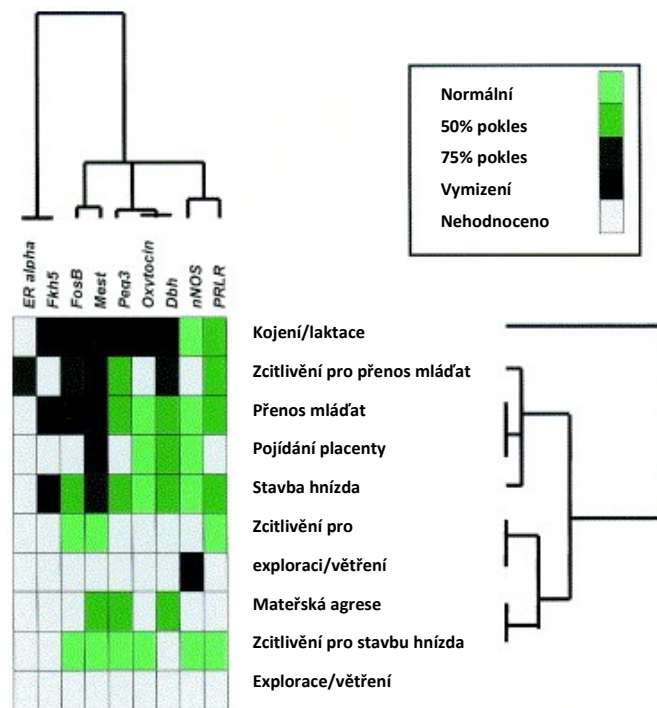 Normální
50% pokles
75% pokles
Vymizení
Nehodnoceno
ER alpha
Fkh5
FosB
Mest
Peg3
Oxytocin
Dbh
nNOS
PRLR
Kojení/laktace
Zcitlivění pro přenos mláďat
Přenos mláďat
Pojídání placenty
Stavba hnízda
Zcitlivění pro
exploraci/větření
Mateřská agrese
Zcitlivění pro stavbu hnízda
Explorace/větření